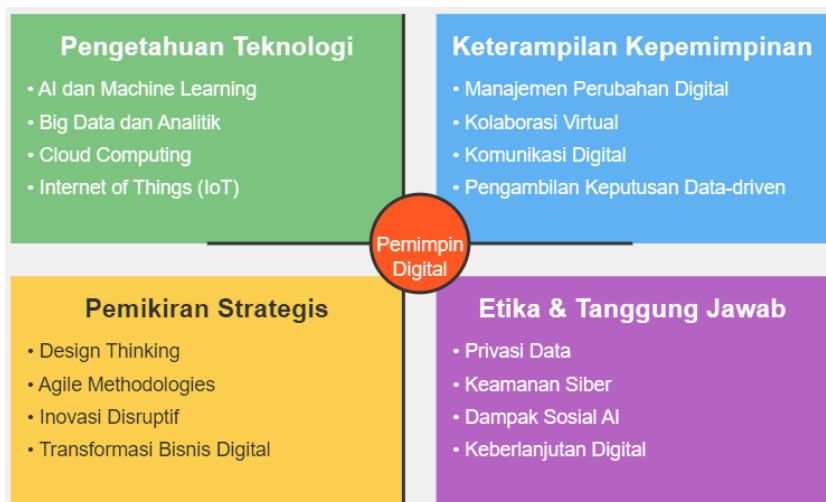 Pengetahuan Teknologi
• AI dan Machine Learning
• Big Data dan Analitik
• Cloud Computing
• Internet of Things (IoT)
Keterampilan Kepemimpinan
• Manajemen Perubahan Digital
• Kolaborasi Virtual
• Komunikasi Digital
• Pengambilan Keputusan Data-driven
Pemimpin
Digital
Pemikiran Strategis
• Design Thinking
• Agile Methodologies
• Inovasi Disruptif
• Transformasi Bisnis Digital
Etika & Tanggung Jawab
• Privasi Data
• Keamanan Siber
• Dampak Sosial AI
• Keberlanjutan Digital